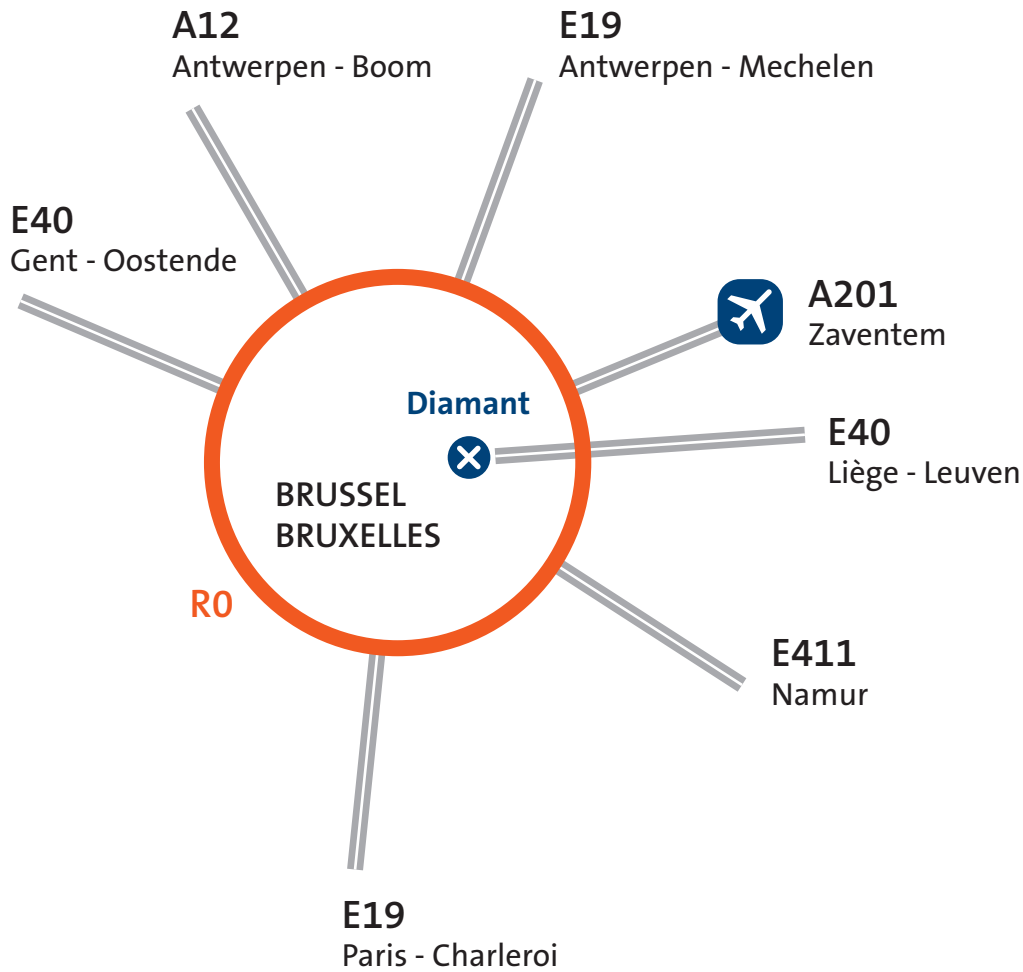 A12
Antwerpen - Boom
E19
Antwerpen - Mechelen
E40
Gent - Oostende
A201
Zaventem
Diamant
E40
Liège - Leuven
BRUSSEL
BRUXELLES
R0
E411
Namur
E19
Paris - Charleroi